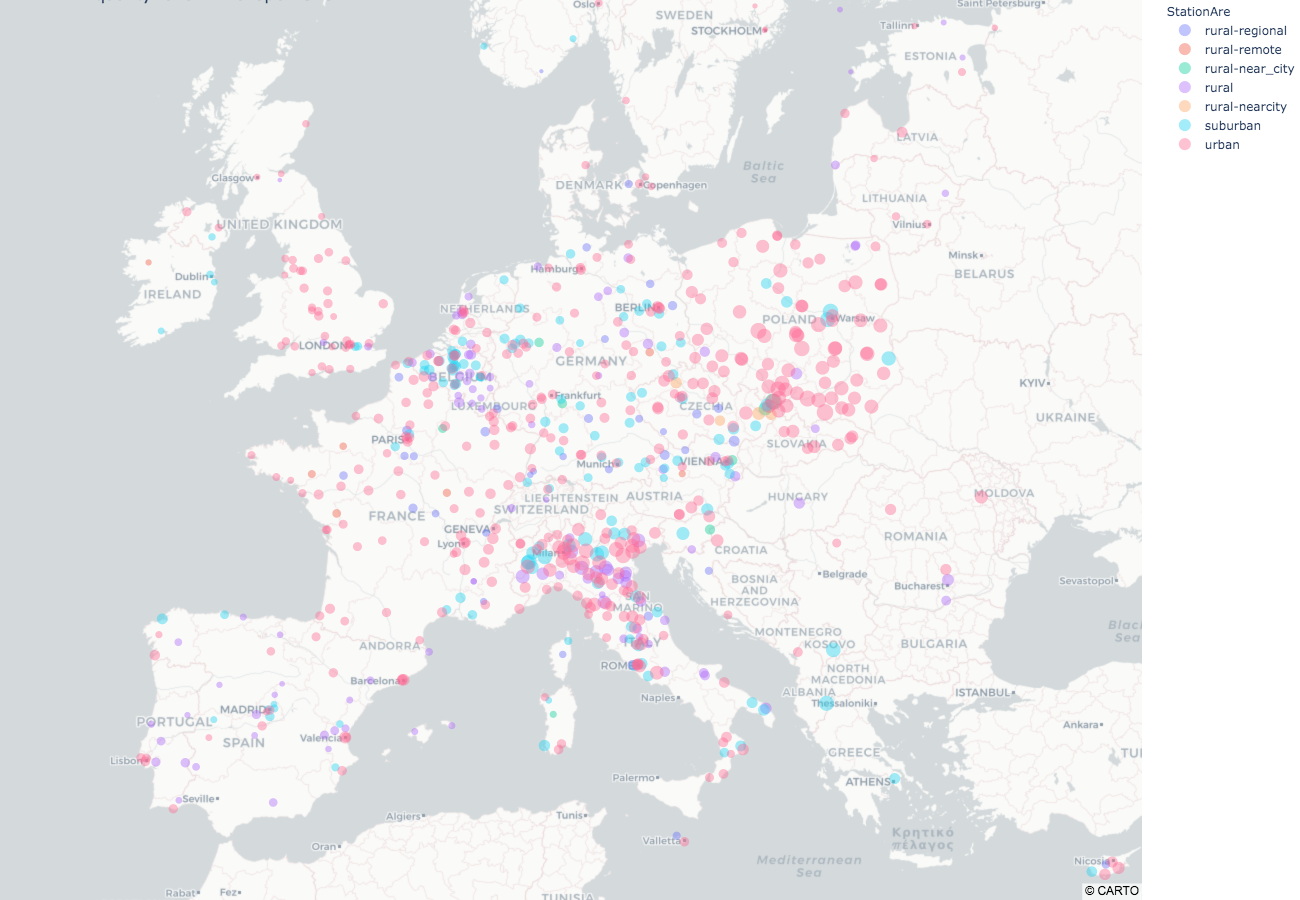 StationAre
rural-regional
rural-remote
rural-near_city
rural
rural-nearcity
suburban
urban
Oslo
SWEDEN
STOCKHOLM
Saint Petersburg
Tallinn
ESTONIA
LATVIA
Baltic
Sea
Glasgow
DENMARK
Copenhagen
LITHUANIA
UNITED KINGDOM
Vilnius
Minsk
BELARUS
Dublin
IRELAND
Hamburg
NETHERLANDS
BERLIN
POLAND
Warsaw
LONDON
GERMANY
BELGIUM
KYIV
Frankfurt
LUXEMBOURG
CZECHIA
UKRAINE
PARIS
SLOVAKIA
Munich
VIENNA
LIECHTENSTEIN
AUSTRIA
HUNGARY
MOLDOVA
SWITZERLAND
FRANCE
GENEVA
ROMANIA
Lyon
Milan
CROATIA
Belgrade
BOSNIA
AND
HERZEGOVINA
Bucharest
Sevastopol
SAN
MARINO
MONTENEGRO
KOSOVO
BULGARIA
ANDORRA
ITALY
ROME
NORTH
MACEDONIA
Barcelona
ALBANIA
ISTANBUL
Naples
Thessaloniki
MADRID
PORTUGAL
Ankara
SPAIN
Valencia
GREECE
Lisbon
Palermo
ATHENS
Seville
Algiers
Tunis
Κρητικό
πέλαγος
Oran
Valletta
Mediterranean
Sea
Nicosia
Rabat
Fez
TUNISIA
© CARTO